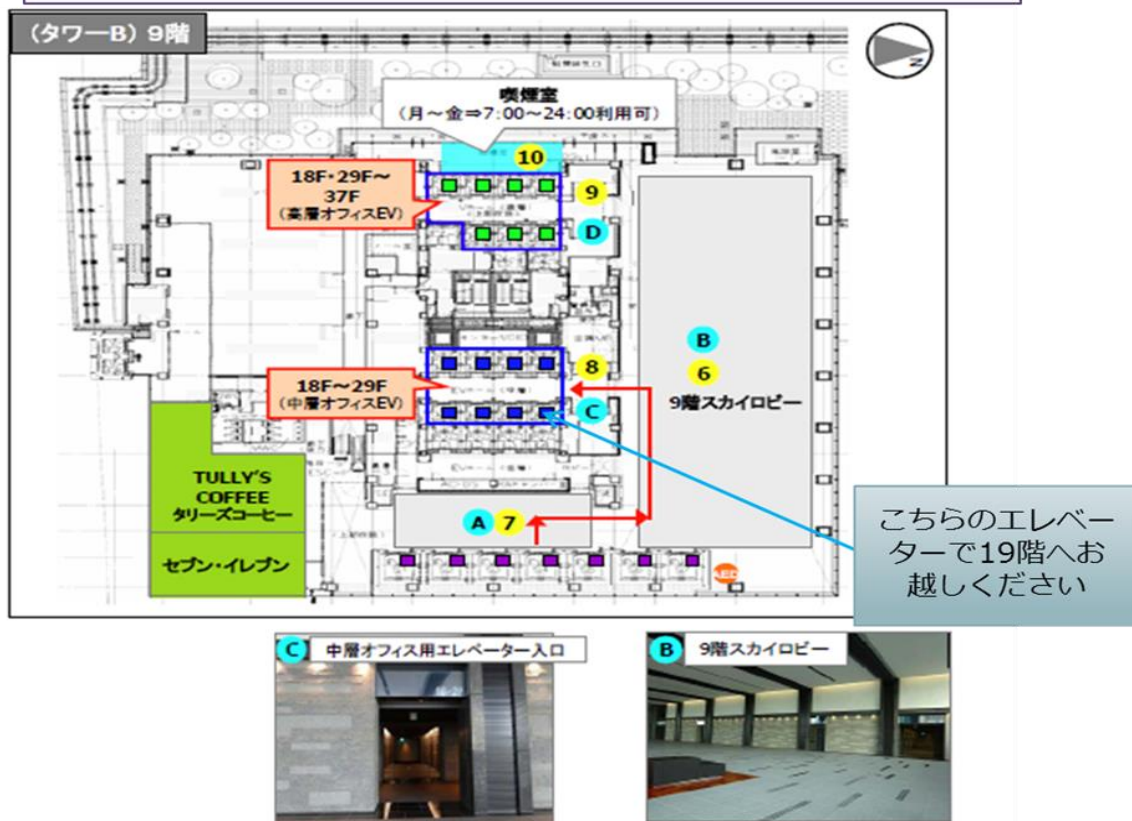 (タワーB) 9階
N
喫煙室
(月～金⇒7:00～24:00利用可)
10
18F・29F～
37F
(高層オフィスEV)
9
D
B
8
6
18F～29F
(中層オフィスEV)
9階スカイロビー
C
TULLY'S
COFFEE
タリーズコーヒー
A 7
こちらのエレベー
ターで19階へお
越しください
セブン・イレブン
AED
C 中層オフィス用エレベーター入口
B 9階スカイロビー